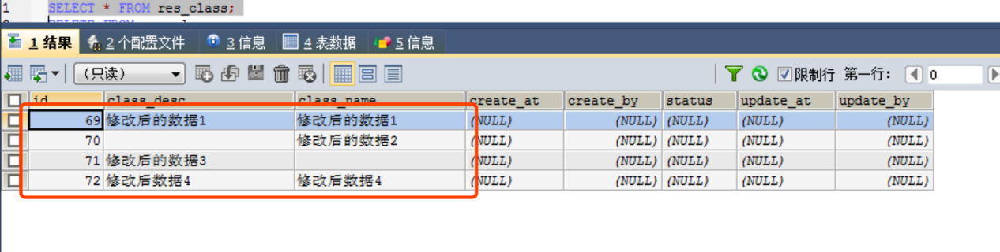 1 SELECT * FROM res_class;
1 结果 2 个配置文件 3 信息 4 表数据 5 信息
（只读） 限制行 第一行: 0
id class_desc class_name create_at create_by status update_at update_by
69 修改后的数据1 修改后的数据1 (NULL) (NULL) (NULL) (NULL) (NULL)
70 修改后的数据2 (NULL) (NULL) (NULL) (NULL) (NULL)
71 修改后的数据3 (NULL) (NULL) (NULL) (NULL) (NULL)
72 修改后数据4 修改后数据4 (NULL) (NULL) (NULL) (NULL) (NULL)